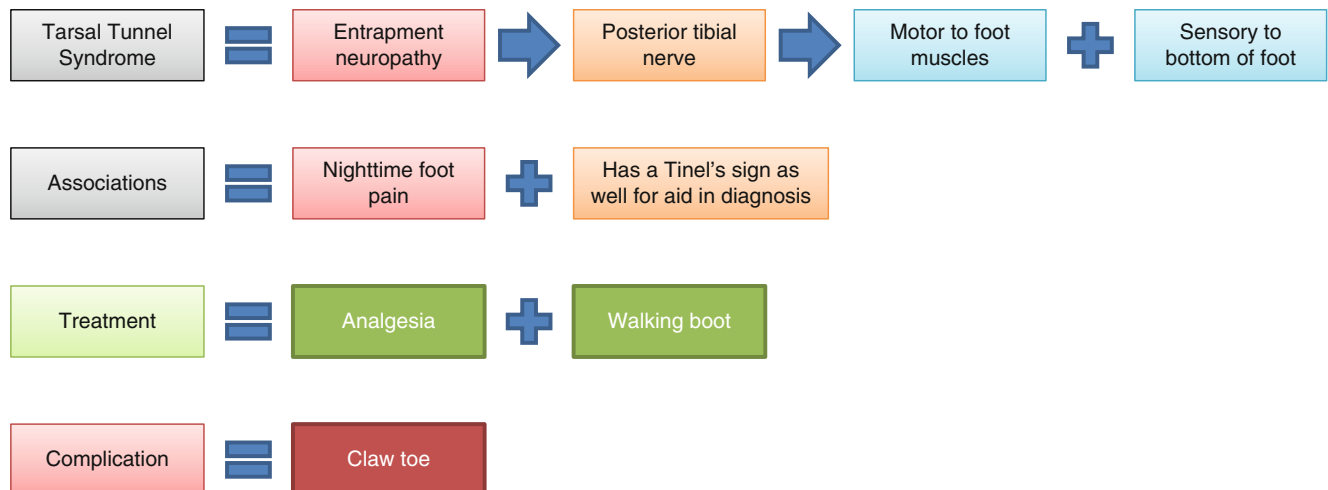 Tarsal Tunnel
Syndrome
Entrapment
neuropathy
Posterior tibial
nerve
Motor to foot
muscles
Sensory to
bottom of foot
Associations
Nighttime foot
pain
Has a Tinel's sign as
well for aid in diagnosis
Treatment
Analgesia
Walking boot
Complication
Claw toe